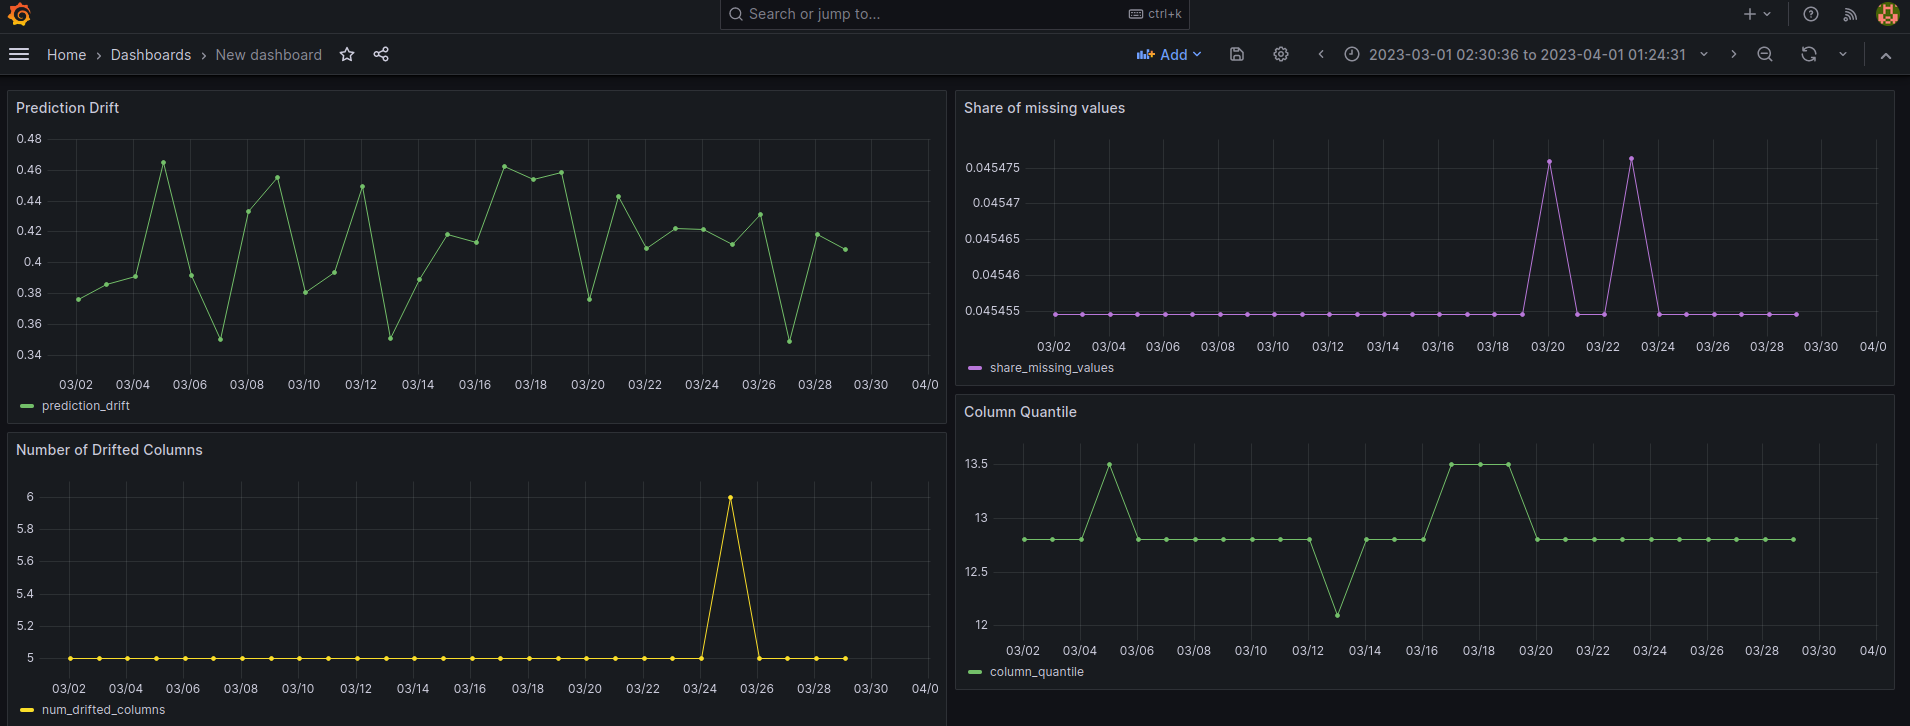 Search or jump to...
ctrl+k
Home › Dashboards › New dashboard
Add
2023-03-01 02:30:36 to 2023-04-01 01:24:31
Prediction Drift
0.48
0.46
0.44
0.42
0.4
0.38
0.36
0.34
03/02 03/04 03/06 03/08 03/10 03/12 03/14 03/16 03/18 03/20 03/22 03/24 03/26 03/28 03/30 04/0
prediction_drift
Share of missing values
0.045475
0.04547
0.045465
0.04546
0.045455
03/02 03/04 03/06 03/08 03/10 03/12 03/14 03/16 03/18 03/20 03/22 03/24 03/26 03/28 03/30 04/0
share_missing_values
Number of Drifted Columns
6
5.8
5.6
5.4
5.2
5
03/02 03/04 03/06 03/08 03/10 03/12 03/14 03/16 03/18 03/20 03/22 03/24 03/26 03/28 03/30 04/0
num_drifted_columns
Column Quantile
13.5
13
12.5
12
03/02 03/04 03/06 03/08 03/10 03/12 03/14 03/16 03/18 03/20 03/22 03/24 03/26 03/28 03/30 04/0
column_quantile